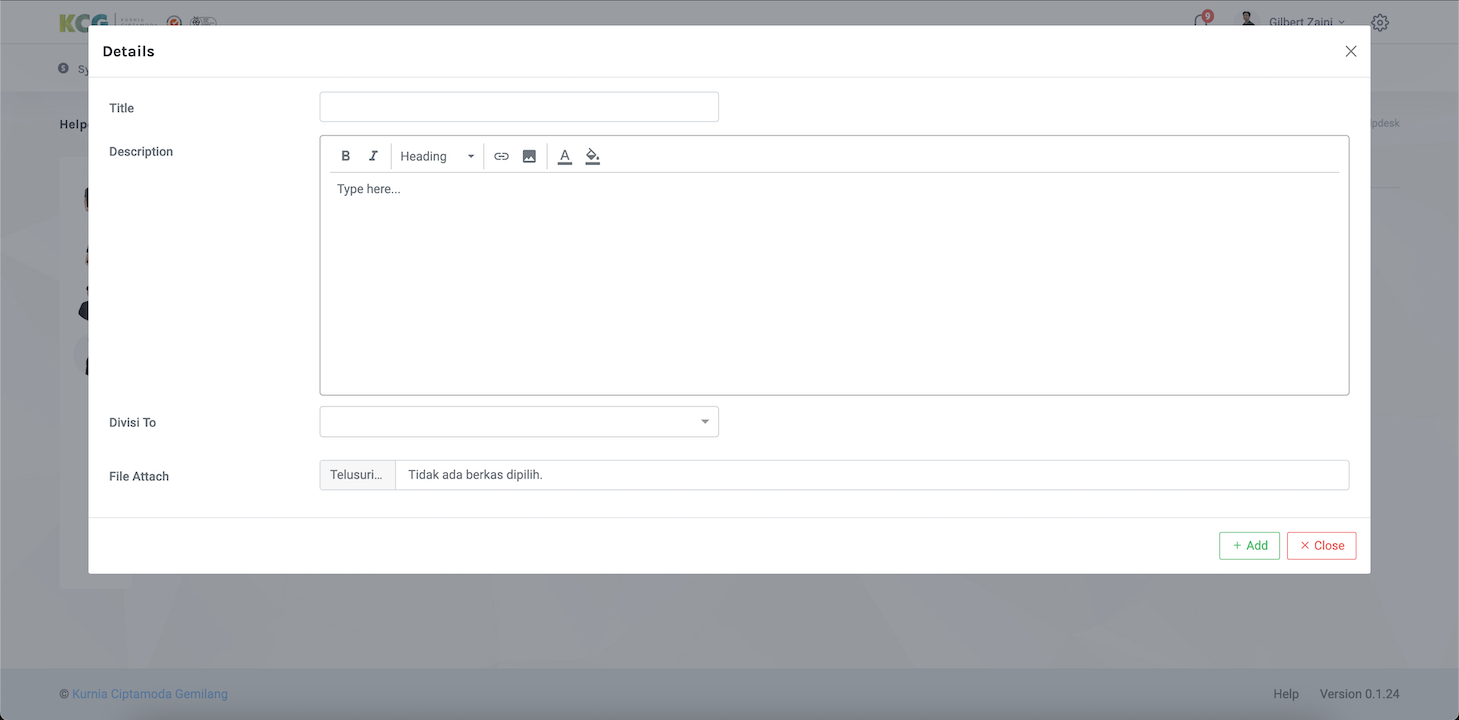 KCG
9
Gilbert Zaini
Details
Title
Help
pdesk
Description
Heading
Type here...
Divisi To
File Attach
Telusuri...
Tidak ada berkas dipilih.
+ Add
× Close
© Kurnia Ciptamoda Gemilang
Help
Version 0.1.24